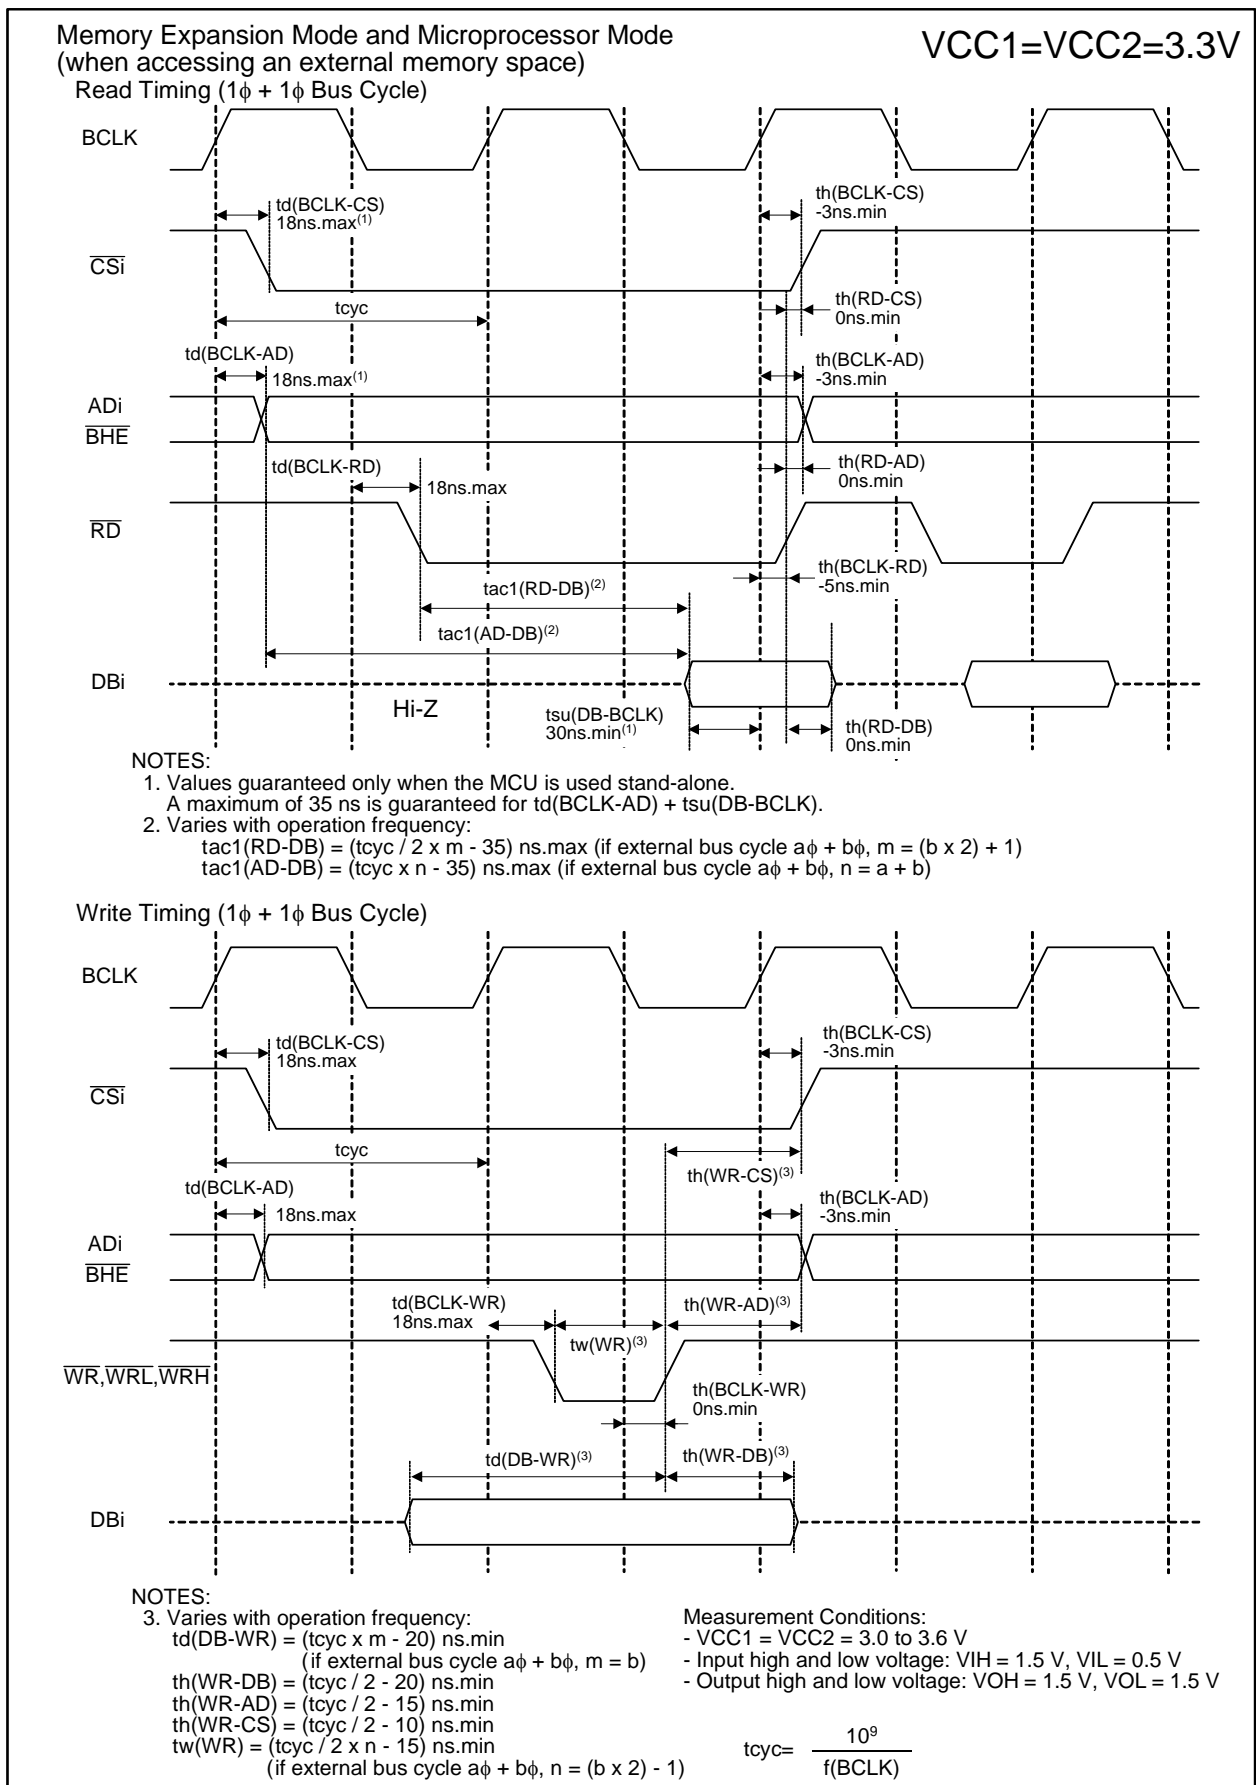 Memory Expansion Mode and Microprocessor Mode
(when accessing an external memory space)
VCC1=VCC2=3.3V
Read Timing (1ϕ + 1ϕ Bus Cycle)
BCLK
td(BCLK-CS)
18ns.max(1)
th(BCLK-CS)
-3ns.min
CSi
th(RD-CS)
0ns.min
tcyc
td(BCLK-AD)
18ns.max(1)
th(BCLK-AD)
-3ns.min
ADi
BHE
td(BCLK-RD)
18ns.max
th(RD-AD)
0ns.min
RD
th(BCLK-RD)
-5ns.min
tac1(RD-DB)(2)
tac1(AD-DB)(2)
DBi
Hi-Z
tsu(DB-BCLK)
30ns.min(1)
th(RD-DB)
0ns.min
NOTES:
1. Values guaranteed only when the MCU is used stand-alone.
A maximum of 35 ns is guaranteed for td(BCLK-AD) + tsu(DB-BCLK).
2. Varies with operation frequency:
tac1(RD-DB) = (tcyc / 2 x m - 35) ns.max (if external bus cycle aϕ + bϕ, m = (b x 2) + 1)
tac1(AD-DB) = (tcyc x n - 35) ns.max (if external bus cycle aϕ + bϕ, n = a + b)
Write Timing (1ϕ + 1ϕ Bus Cycle)
BCLK
td(BCLK-CS)
18ns.max
th(BCLK-CS)
-3ns.min
CSi
tcyc
th(WR-CS)(3)
td(BCLK-AD)
18ns.max
th(BCLK-AD)
-3ns.min
ADi
BHE
td(BCLK-WR)
18ns.max
th(WR-AD)(3)
tw(WR)(3)
WR,WRL,WRH
th(BCLK-WR)
0ns.min
td(DB-WR)(3)
th(WR-DB)(3)
DBi
NOTES:
3. Varies with operation frequency:
td(DB-WR) = (tcyc x m - 20) ns.min
(if external bus cycle aϕ + bϕ, m = b)
th(WR-DB) = (tcyc / 2 - 20) ns.min
th(WR-AD) = (tcyc / 2 - 15) ns.min
th(WR-CS) = (tcyc / 2 - 10) ns.min
tw(WR) = (tcyc / 2 x n - 15) ns.min
(if external bus cycle aϕ + bϕ, n = (b x 2) - 1)
Measurement Conditions:
- VCC1 = VCC2 = 3.0 to 3.6 V
- Input high and low voltage: VIH = 1.5 V, VIL = 0.5 V
- Output high and low voltage: VOH = 1.5 V, VOL = 1.5 V
tcyc= 10⁹
f(BCLK)